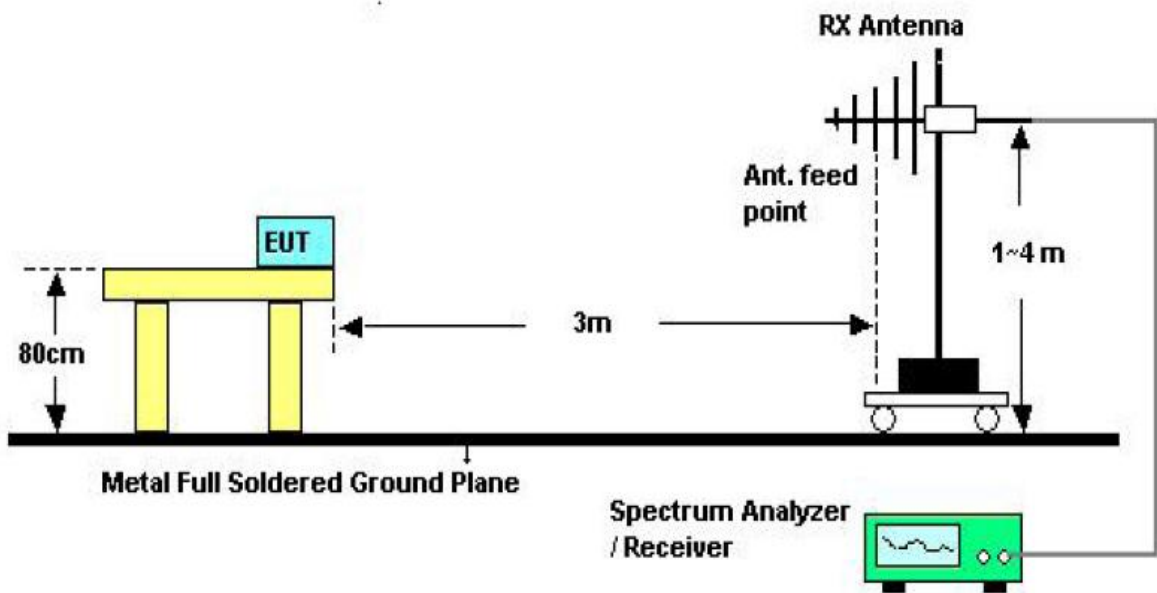 RX Antenna
Ant. feed
point
EUT
1~4 m
3m
80cm
Metal Full Soldered Ground Plane
Spectrum Analyzer
/ Receiver